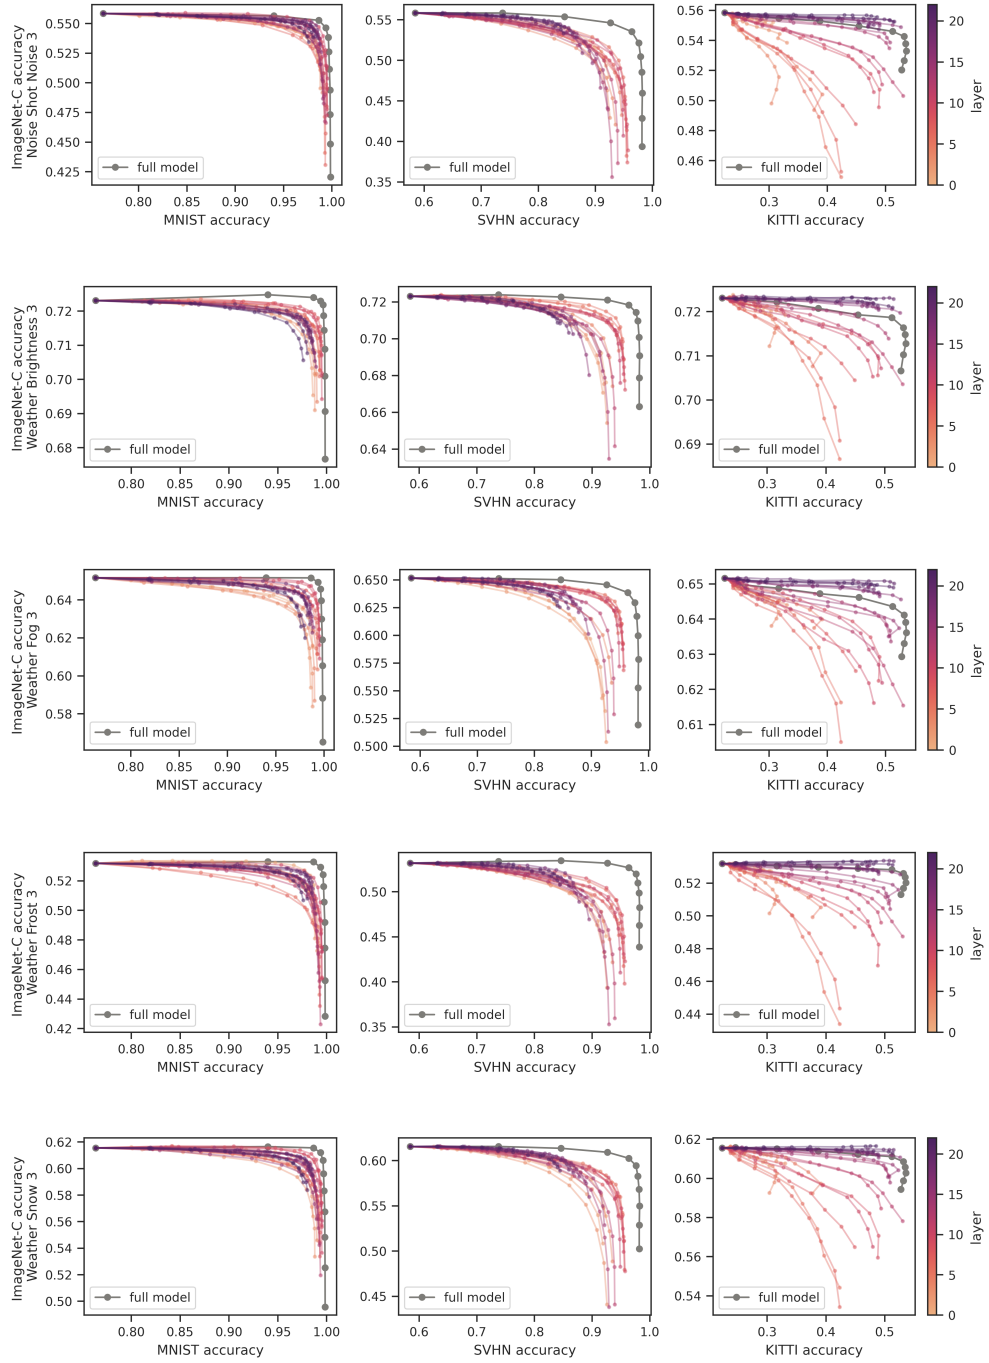 ImageNet-C accuracy
Noise Shot Noise 3
0.550
0.525
0.500
0.475
0.450
0.425
full model
0.80 0.85 0.90 0.95 1.00
MNIST accuracy
0.55
0.50
0.45
0.40
0.35
full model
0.6 0.7 0.8 0.9 1.0
SVHN accuracy
0.56
0.54
0.52
0.50
0.48
0.46
full model
0.3 0.4 0.5
KITTI accuracy
20
15
10
5
0
layer
ImageNet-C accuracy
Weather Brightness 3
0.72
0.71
0.70
0.69
0.68
full model
0.80 0.85 0.90 0.95 1.00
MNIST accuracy
0.72
0.70
0.68
0.66
0.64
full model
0.6 0.7 0.8 0.9 1.0
SVHN accuracy
0.72
0.71
0.70
0.69
full model
0.3 0.4 0.5
KITTI accuracy
20
15
10
5
0
layer
ImageNet-C accuracy
Weather Fog 3
0.64
0.62
0.60
0.58
full model
0.80 0.85 0.90 0.95 1.00
MNIST accuracy
0.650
0.625
0.600
0.575
0.550
0.525
0.500
full model
0.6 0.7 0.8 0.9 1.0
SVHN accuracy
0.65
0.64
0.63
0.62
0.61
full model
0.3 0.4 0.5
KITTI accuracy
20
15
10
5
0
layer
ImageNet-C accuracy
Weather Frost 3
0.52
0.50
0.48
0.46
0.44
0.42
full model
0.80 0.85 0.90 0.95 1.00
MNIST accuracy
0.50
0.45
0.40
0.35
full model
0.6 0.7 0.8 0.9 1.0
SVHN accuracy
0.52
0.50
0.48
0.46
0.44
full model
0.3 0.4 0.5
KITTI accuracy
20
15
10
5
0
layer
ImageNet-C accuracy
Weather Snow 3
0.62
0.60
0.58
0.56
0.54
0.52
0.50
full model
0.80 0.85 0.90 0.95 1.00
MNIST accuracy
0.60
0.55
0.50
0.45
full model
0.6 0.7 0.8 0.9 1.0
SVHN accuracy
0.62
0.60
0.58
0.56
0.54
full model
0.3 0.4 0.5
KITTI accuracy
20
15
10
5
0
layer